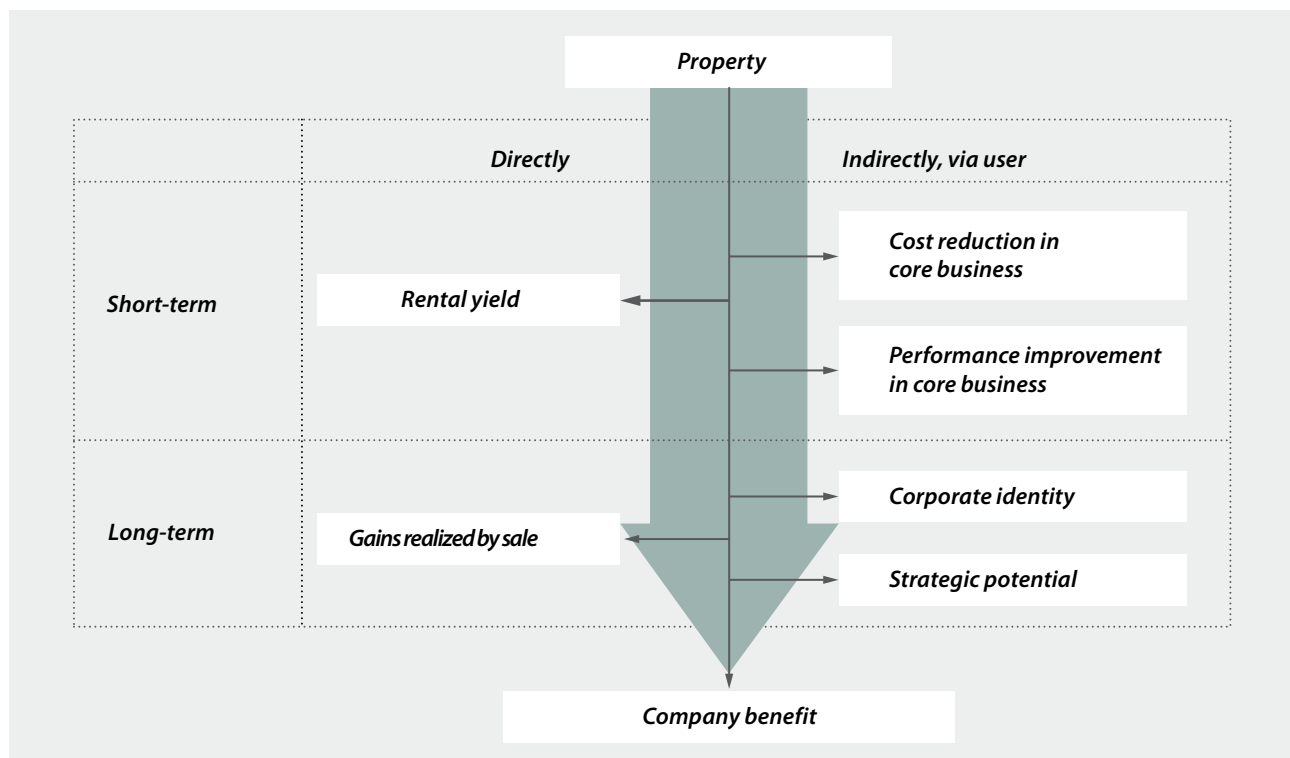 Property
Directly
Indirectly, via user
Short-term
Rental yield
Cost reduction in
core business
Performance improvement
in core business
Long-term
Gains realized by sale
Corporate identity
Strategic potential
Company benefit